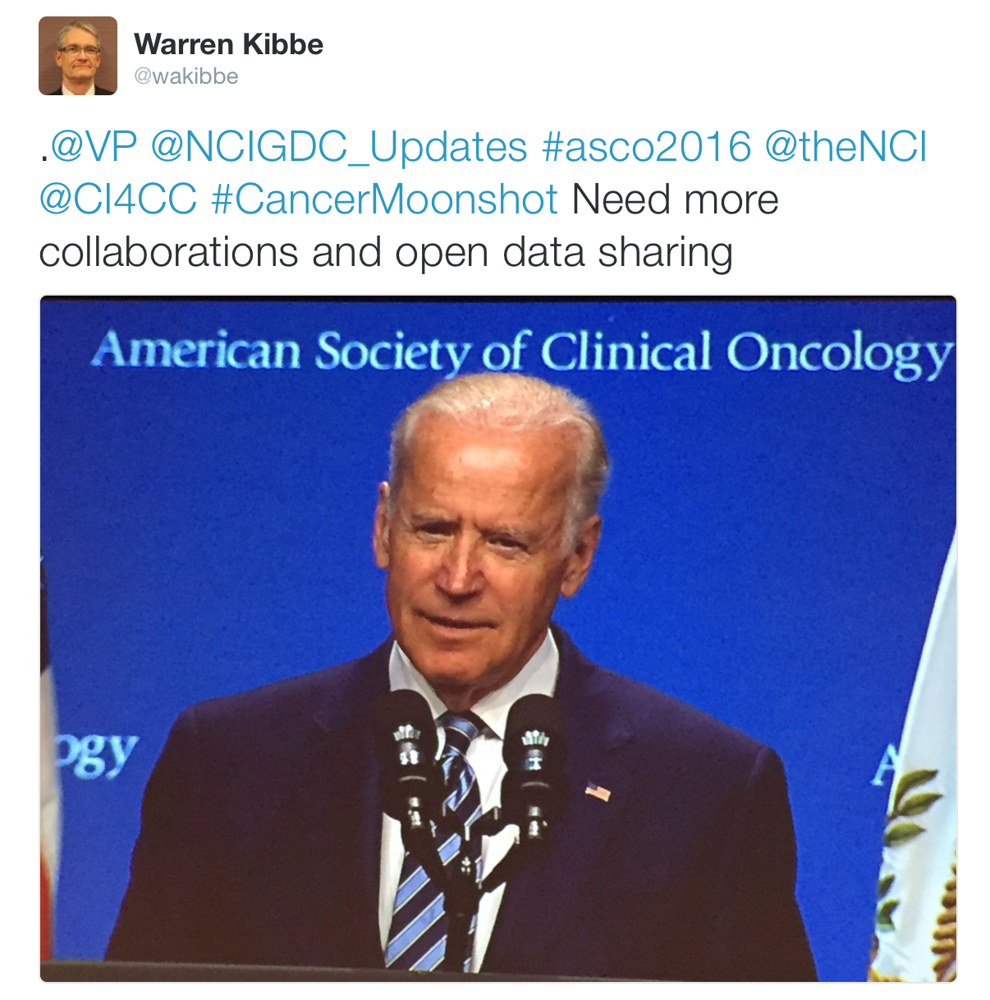 Warren Kibbe
@wakibbe
.@VP @NCIGDC_Updates #asco2016 @theNCI
@CI4CC #CancerMoonshot Need more
collaborations and open data sharing
American Society of Clinical Oncology
ogy
A